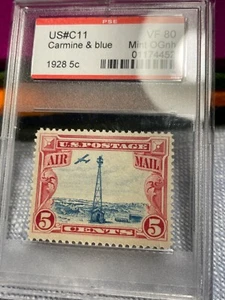 PSE
US#C11 VF 80
Carmine & blue Mint OGnh
1928 5c
U.S. POSTAGE
AIR MAIL
5 5
CENTS